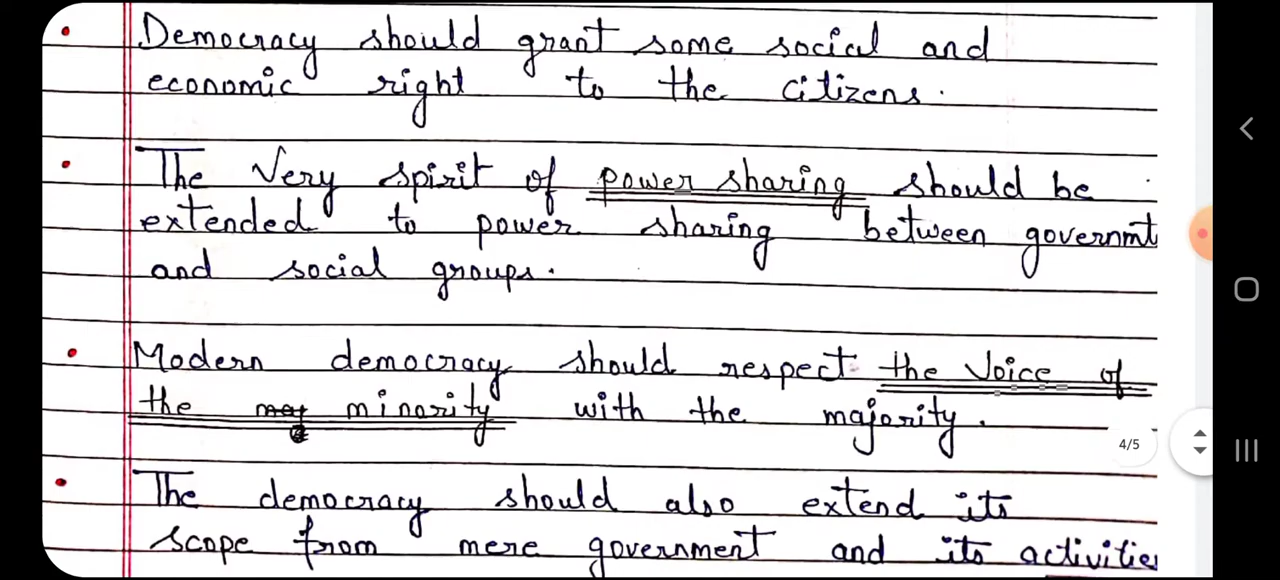 Democracy should grant some social and
economic right to the citizens.
The Very spirit of power sharing should be
extended to power sharing between governmt
and social groups.
Modern democracy should respect the Voice of
the minority with the majority.
4/5
The democracy should also extend its
scope from mere government and its activities